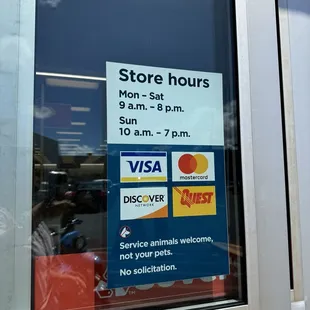 Store hours
Mon – Sat
9 a.m. – 8 p.m.
Sun
10 a.m. – 7 p.m.
VISA
mastercard
DISCOVER
NETWORK
QUEST
Service animals welcome,
not your pets.
No solicitation.